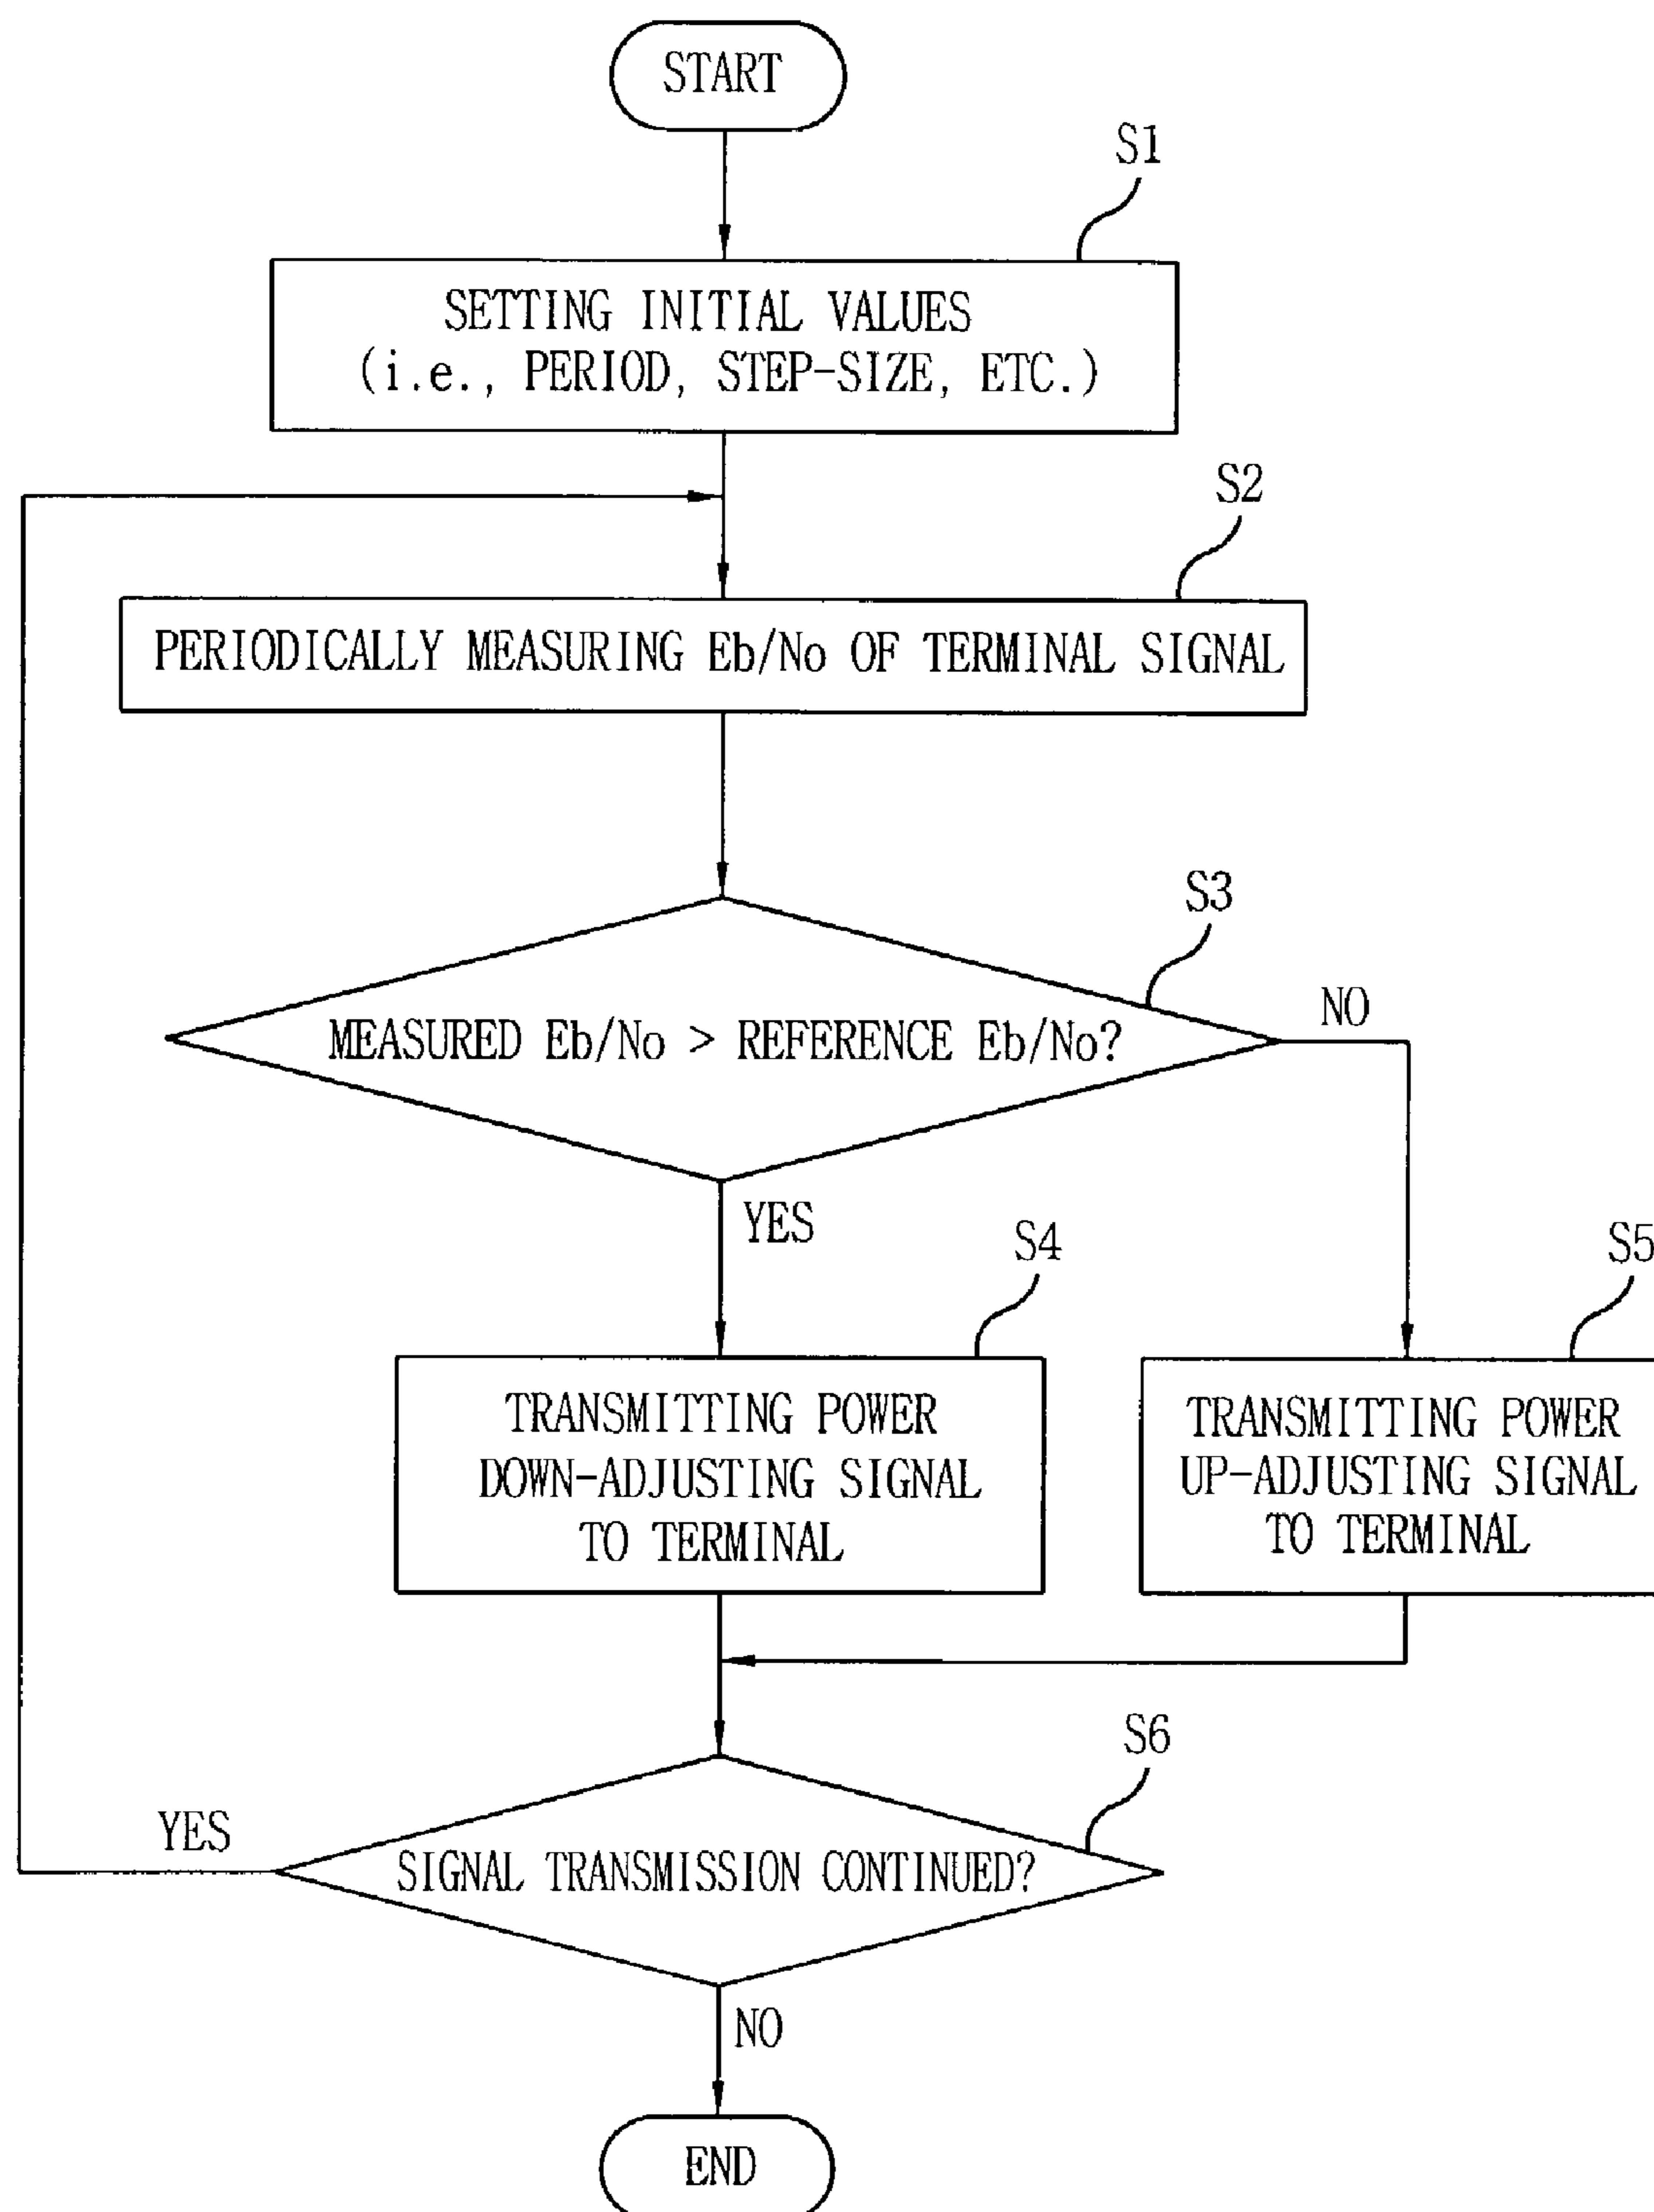 START
S1
SETTING INITIAL VALUES
(i.e., PERIOD, STEP-SIZE, ETC.)
S2
PERIODICALLY MEASURING Eb/No OF TERMINAL SIGNAL
S3
MEASURED Eb/No > REFERENCE Eb/No?
NO
YES
S4
S5
TRANSMITTING POWER
DOWN-ADJUSTING SIGNAL
TO TERMINAL
TRANSMITTING POWER
UP-ADJUSTING SIGNAL
TO TERMINAL
S6
YES
SIGNAL TRANSMISSION CONTINUED?
NO
END